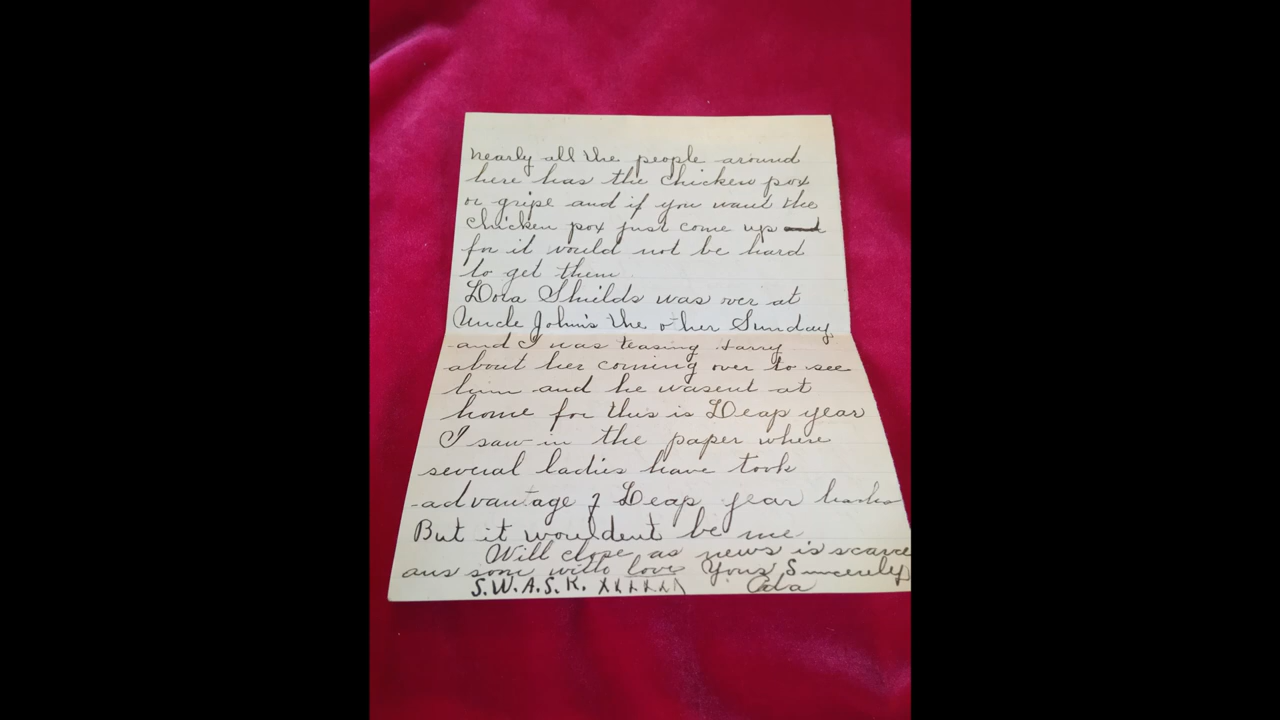 nearly all the people around
here has the chicken pox
or gripe and if you want the
chicken pox just come up and
for it would not be hard
to get them
Dora Shields was over at
Uncle John's the other Sunday
and I was teasing Harry
about her coming over to see
him and he wasent at
home for this is Leap year
I saw in the paper where
several ladies have took
advantage of Leap year
But it wouldent be me
Will close as news is scarce
ans soon with love Yours Sincerely
S.W.A.S.K. XXXXXX